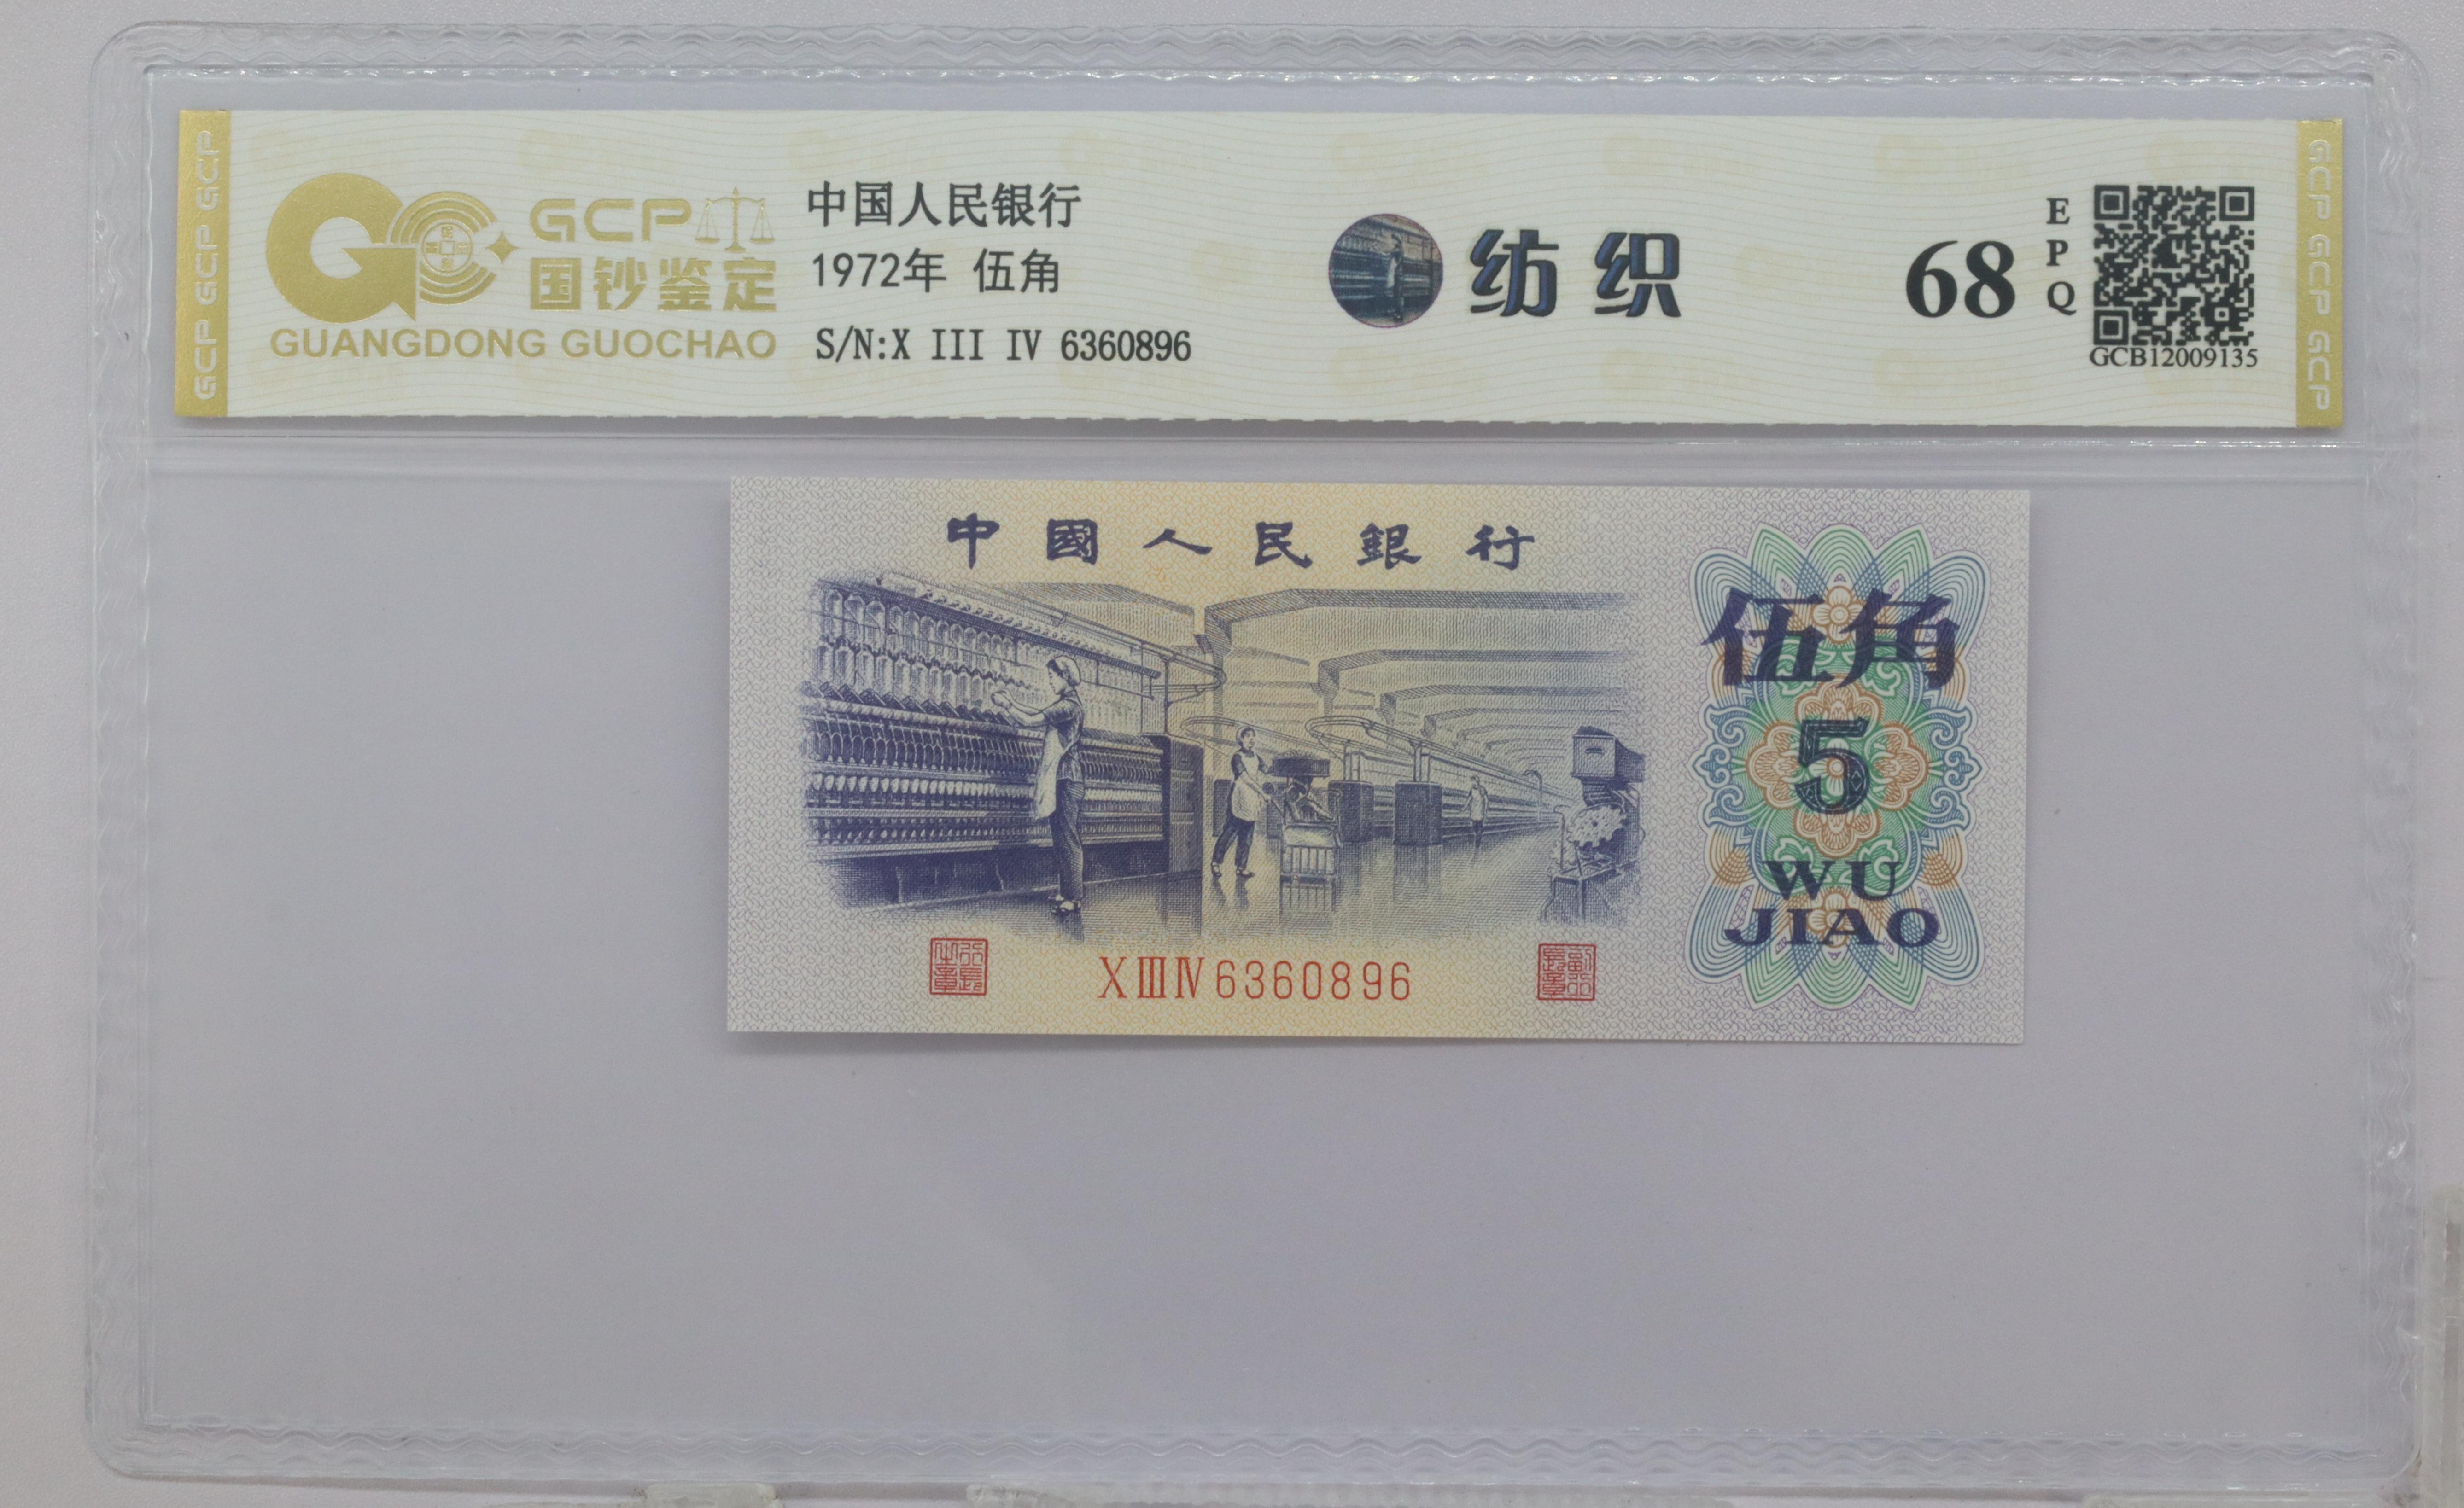 GCP GCP GCP
GCP
国钞鉴定
GUANGDONG GUOCHAO
中国人民银行
1972年 伍角
S/N:X III IV 6360896
纺织
68
EPQ
GCB12009135
GCP GCP GCP
中國人民銀行
伍角
5
WU
JIAO
ⅩⅢⅣ6360896